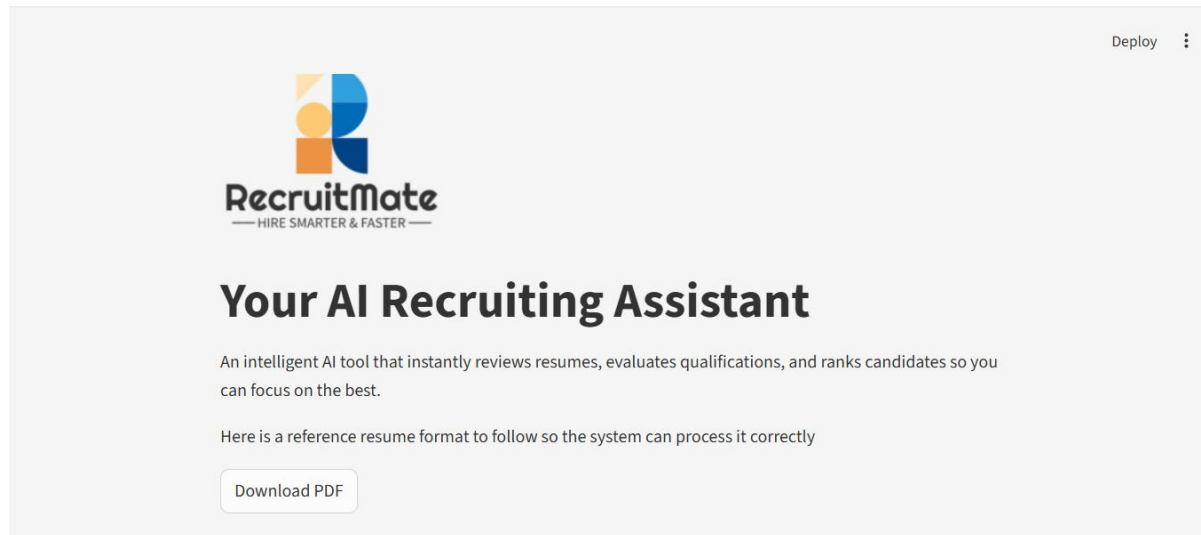 Deploy
RecruitMate
HIRE SMARTER & FASTER
Your AI Recruiting Assistant
An intelligent AI tool that instantly reviews resumes, evaluates qualifications, and ranks candidates so you
can focus on the best.
Here is a reference resume format to follow so the system can process it correctly
Download PDF